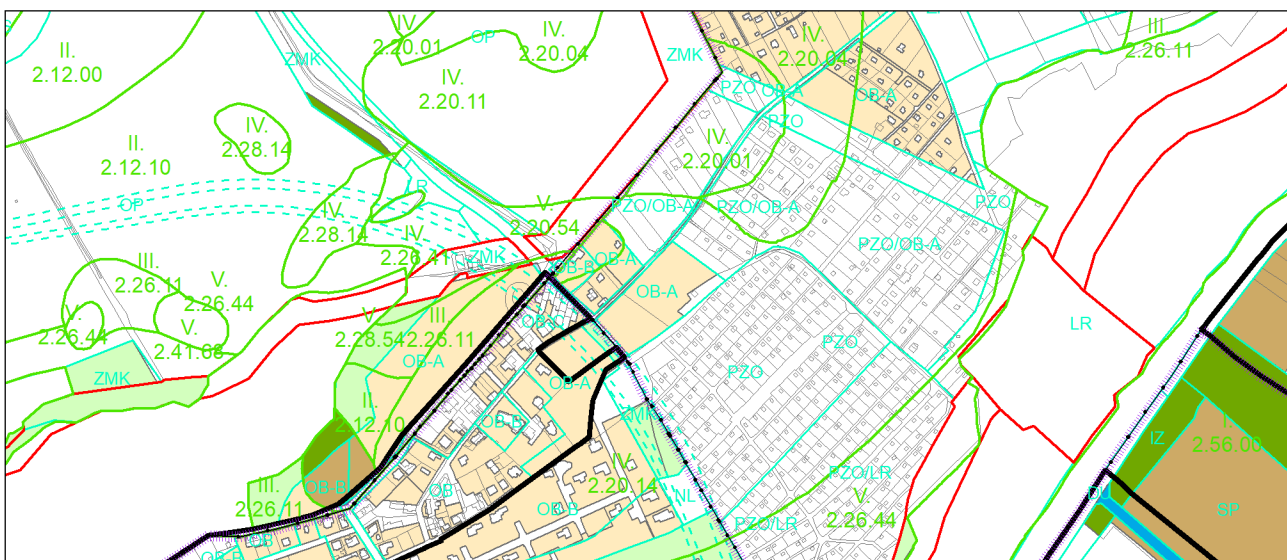 II.
2.12.00
ZMK
IV.
2.20.01
OP
IV.
2.20.04
IV.
2.20.11
ZMK
IV.
2.20.04
III
2.26.11
PZO
OB-A
OB-A
PZO
IV.
2.28.14
II.
2.12.10
IV.
2.20.01
LR
OP
IV.
2.28.14
V.
2.20.54
PZO/OB-A
PZO/OB-A
PZO
PZO/OB-A
IV.
2.26.41
ZMK
OB-B
OB-A
III.
2.26.11
V.
2.26.44
OB-A
V.
2.26.44
V.
2.41.68
V.
2.28.54
III
2.26.11
OB-A
LR
PZO
PZO
ZMK
OB-A
II.
2.12.10
ZMK
OB-B
IV.
2.20.14
IZ
I.
2.56.00
III.
2.26.11
OB-B
OB
OB-B
NL
PZO/LR
V.
2.26.44
PZO/LR
SP
OB
OB-B